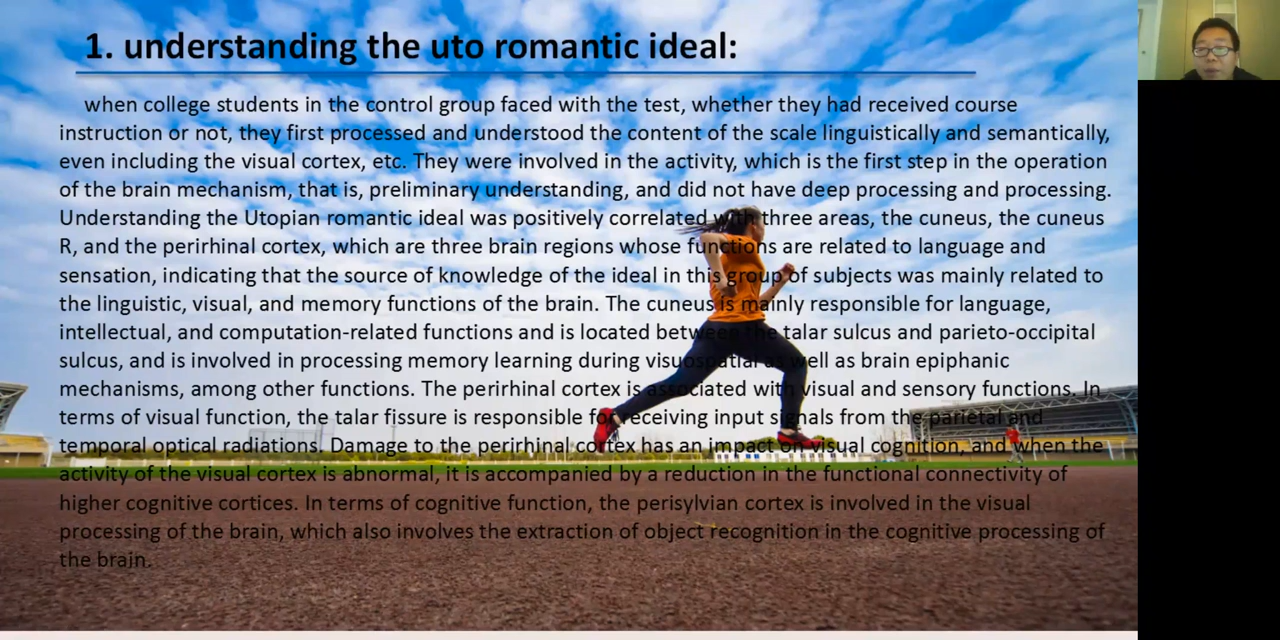 1. understanding the uto romantic ideal:
when college students in the control group faced with the test, whether they had received course
instruction or not, they first processed and understood the content of the scale linguistically and semantically,
even including the visual cortex, etc. They were involved in the activity, which is the first step in the operation
of the brain mechanism, that is, preliminary understanding, and did not have deep processing and processing.
Understanding the Utopian romantic ideal was positively correlated with three areas, the cuneus, the cuneus
R, and the perirhinal cortex, which are three brain regions whose functions are related to language and
sensation, indicating that the source of knowledge of the ideal in this group of subjects was mainly related to
the linguistic, visual, and memory functions of the brain. The cuneus is mainly responsible for language,
intellectual, and computation-related functions and is located between the talar sulcus and parieto-occipital
sulcus, and is involved in processing memory learning during visuospatial as well as brain epiphanic
mechanisms, among other functions. The perirhinal cortex is associated with visual and sensory functions. In
terms of visual function, the talar fissure is responsible for receiving input signals from the parietal and
temporal optical radiations. Damage to the perirhinal cortex has an impact on visual cognition, and when the
activity of the visual cortex is abnormal, it is accompanied by a reduction in the functional connectivity of
higher cognitive cortices. In terms of cognitive function, the perisylvian cortex is involved in the visual
processing of the brain, which also involves the extraction of object recognition in the cognitive processing of
the brain.